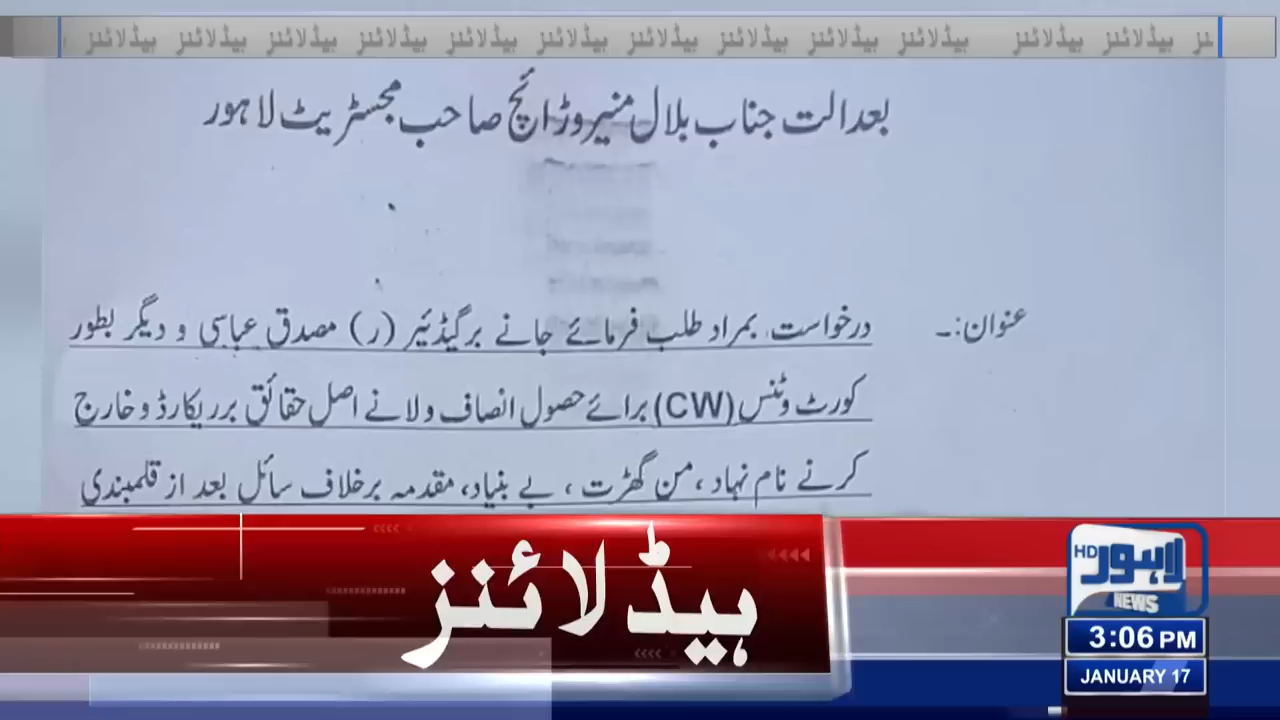 ہیڈلائنز ہیڈلائنز ہیڈلائنز ہیڈلائنز ہیڈلائنز ہیڈلائنز ہیڈلائنز ہیڈلائنز ہیڈلائنز ہیڈلائنز ہیڈلائنز ہیڈلائنز
بعدالت جناب بلال منیر وڑائچ صاحب مجسٹریٹ لاہور
عنوان:۔ درخواست بمراد طلب فرمائے جانے برگیڈئیر (ر) مصدق عباسی و دیگر بطور
کورٹ وٹنس (CW) برائے حصول انصاف ولانے اصل حقائق برریکارڈ و خارج
کرنے نام نہاد، من گھڑت، بے بنیاد، مقدمہ برخلاف سائل بعد از قلمبندی
ہیڈلائنز
HD لاہور
NEWS
3:06 PM
JANUARY 17